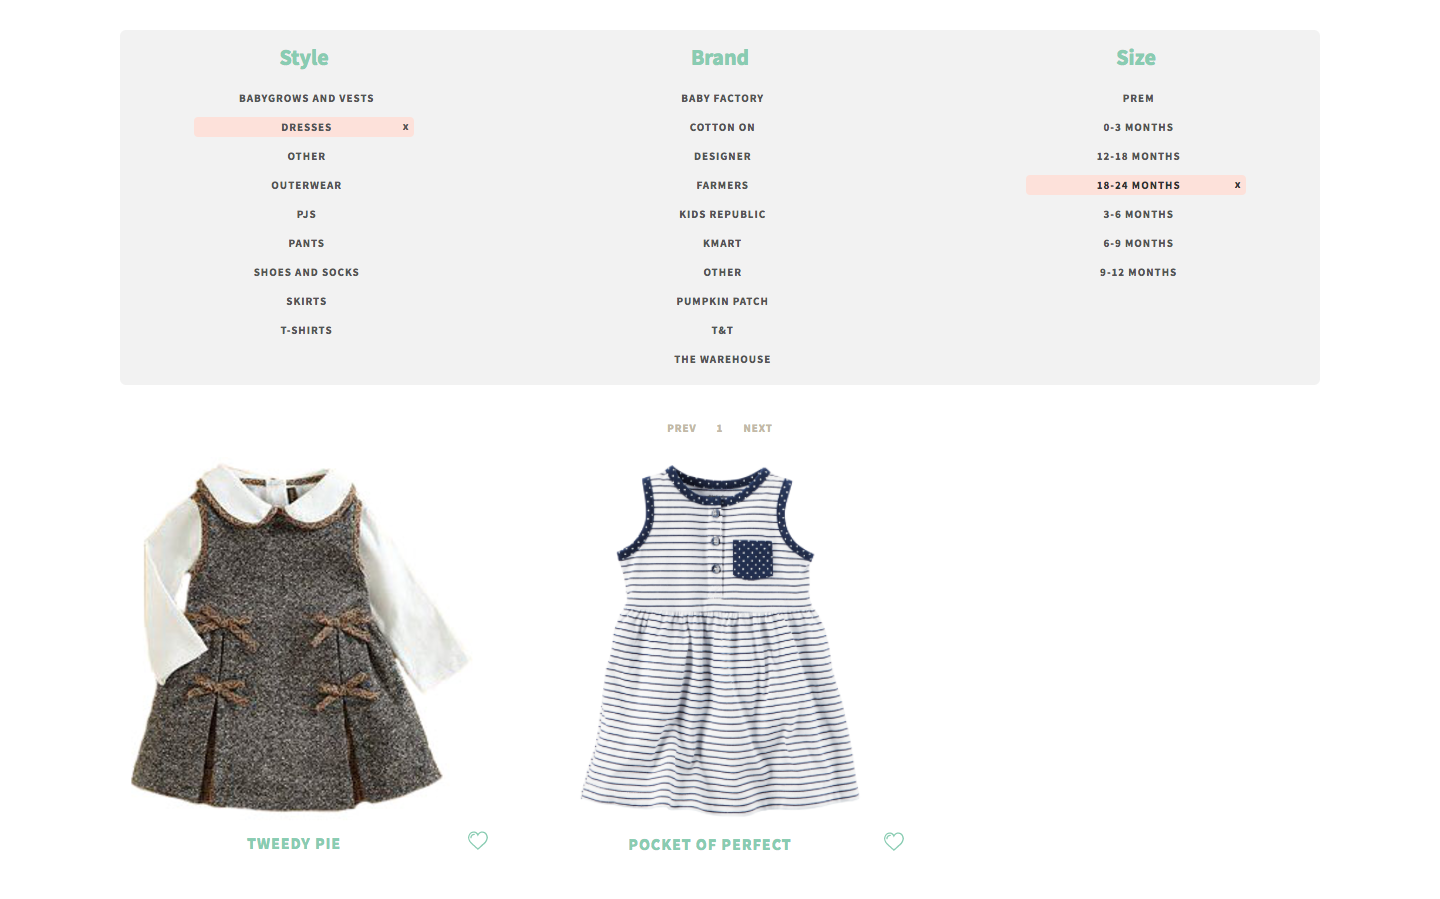 Style
BABYGROWS AND VESTS
DRESSES x
OTHER
OUTERWEAR
PJS
PANTS
SHOES AND SOCKS
SKIRTS
T-SHIRTS
Brand
BABY FACTORY
COTTON ON
DESIGNER
FARMERS
KIDS REPUBLIC
KMART
OTHER
PUMPKIN PATCH
T&T
THE WAREHOUSE
Size
PREM
0-3 MONTHS
12-18 MONTHS
18-24 MONTHS x
3-6 MONTHS
6-9 MONTHS
9-12 MONTHS
PREV 1 NEXT
TWEEDY PIE
POCKET OF PERFECT